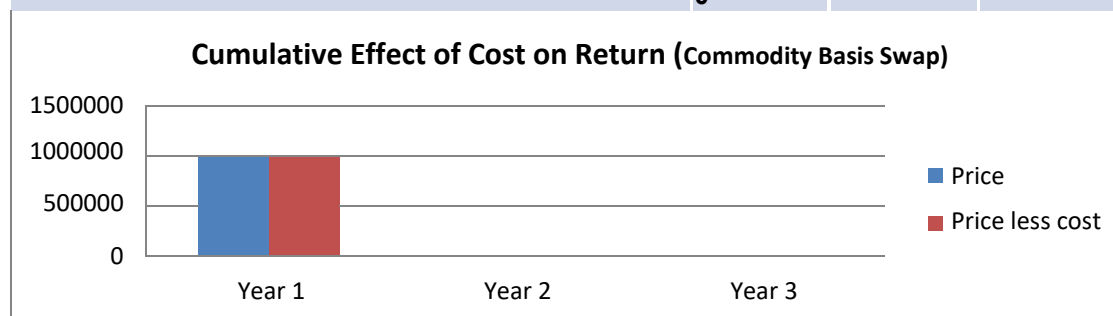 Cumulative Effect of Cost on Return (Commodity Basis Swap)
1500000
1000000
500000
0
Year 1 Year 2 Year 3
Price
Price less cost